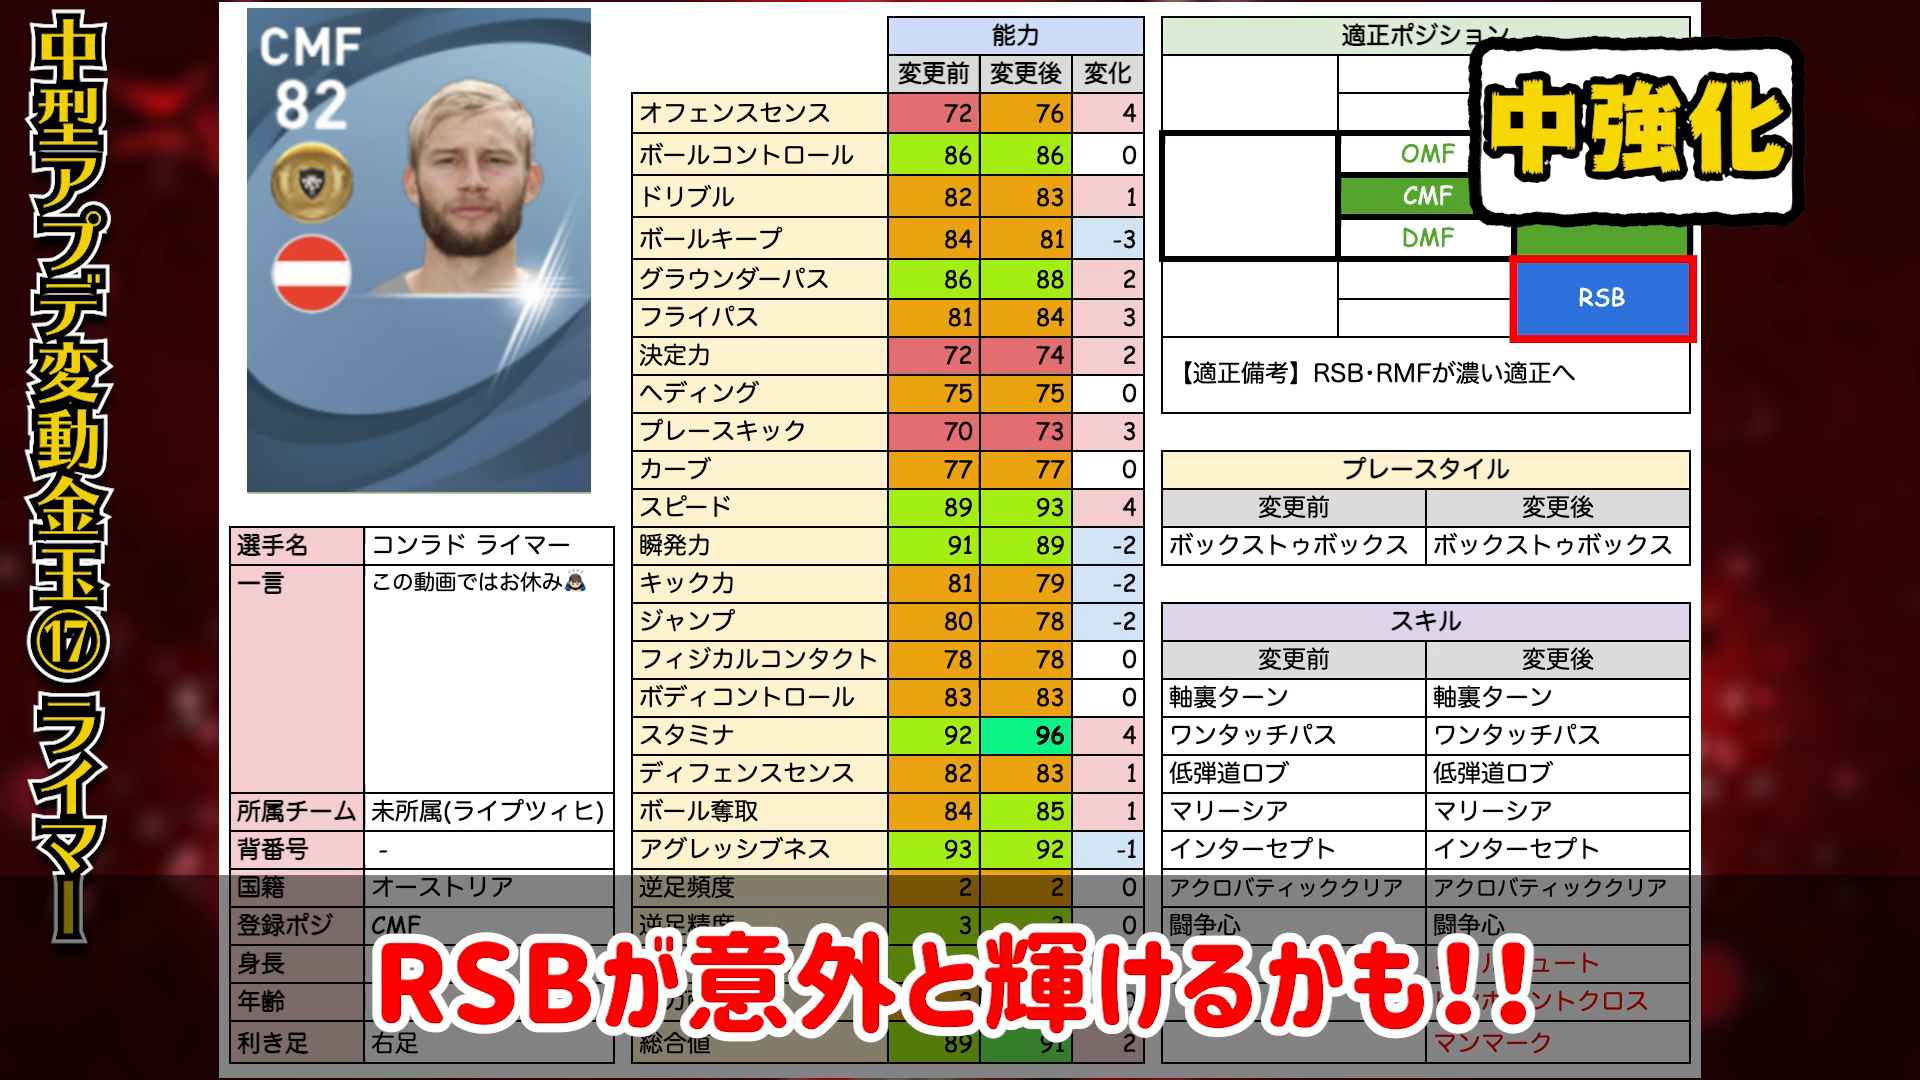 中型アプデ変動金玉⑰ ライマー
CMF
82
選手名 コンラド ライマー
一言 この動画ではお休み
所属チーム 未所属(ライプツィヒ)
背番号 -
国籍 オーストリア
登録ポジ CMF
身長
年齢
利き足 右足
能力
変更前 変更後 変化
オフェンスセンス 72 76 4
ボールコントロール 86 86 0
ドリブル 82 83 1
ボールキープ 84 81 -3
グラウンダーパス 86 88 2
フライパス 81 84 3
決定力 72 74 2
ヘディング 75 75 0
プレースキック 70 73 3
カーブ 77 77 0
スピード 89 93 4
瞬発力 91 89 -2
キック力 81 79 -2
ジャンプ 80 78 -2
フィジカルコンタクト 78 78 0
ボディコントロール 83 83 0
スタミナ 92 96 4
ディフェンスセンス 82 83 1
ボール奪取 84 85 1
アグレッシブネス 93 92 -1
逆足頻度 2 2 0
逆足精度 3 3 0
総合値 89 91 2
適正ポジション
中強化
OMF
CMF
DMF
RSB
【適正備考】RSB･RMFが濃い適正へ
プレースタイル
変更前 変更後
ボックストゥボックス ボックストゥボックス
スキル
変更前 変更後
軸裏ターン 軸裏ターン
ワンタッチパス ワンタッチパス
低弾道ロブ 低弾道ロブ
マリーシア マリーシア
インターセプト インターセプト
アクロバティッククリア アクロバティッククリア
闘争心 闘争心
マンマーク
RSBが意外と輝けるかも!!